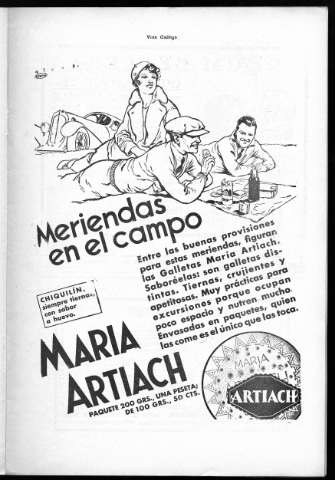 Vida Gallega
Meriendas
en el campo
Entre las buenas provisiones
para estas meriendas, figuran
las Galletas Maria Artiach.
Saboréelas: son galletas dis-
tintas. Tiernas, crujientes y
apetitosas. Muy prácticas para
excursiones porque ocupan
poco espacio y nutren mucho.
Envasadas en paquetes, quien
las come es el único que las toca.
CHIQUILÍN,
siempre tiernas,
con sabor
a huevo.
MARIA
ARTIACH
PAQUETE 200 GRS., UNA PESETA;
DE 100 GRS., 50 CTS.
MARIA
ARTIACH